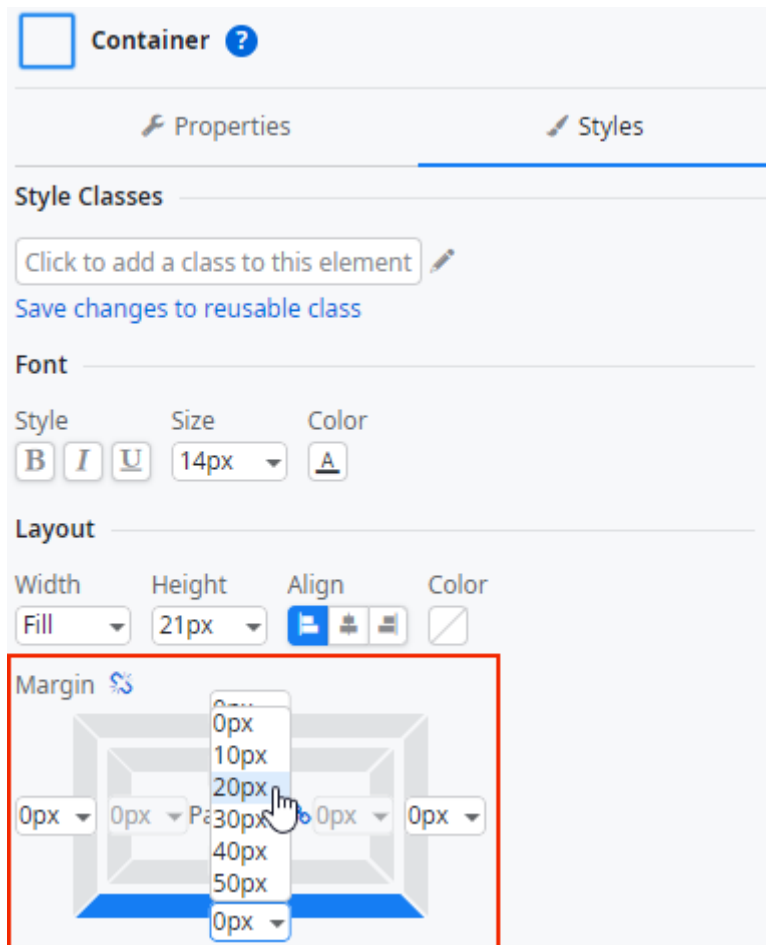 Container ?
Properties Styles
Style Classes
Click to add a class to this element
Save changes to reusable class
Font
Style Size Color
B I U 14px A
Layout
Width Height Align Color
Fill 21px
Margin
0px
10px
20px
0px 0px 30px 0px 0px
40px
50px
0px